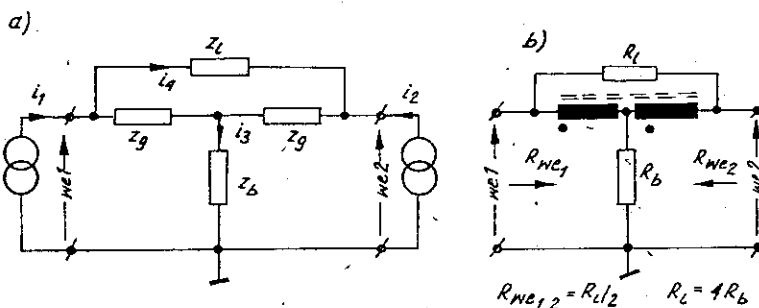 a)
Z_l
i_4
i_1
i_2
Z_g
i_3
Z_g
we1
Z_b
we2
b)
R_l
we1
R_we1
R_b
R_we2
we2
R_we1,2 = R_l/2 R_l = 4R_b